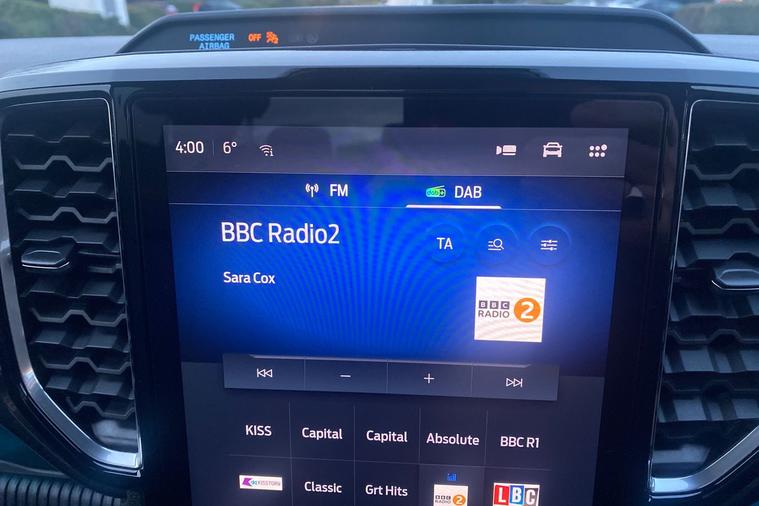 PASSENGER AIRBAG OFF
4:00 6°
FM DAB
BBC Radio2
TA
Sara Cox
BBC RADIO 2
KISS Capital Capital Absolute BBC R1
KISSTORY Classic Grt Hits BBC RADIO 2 LBC